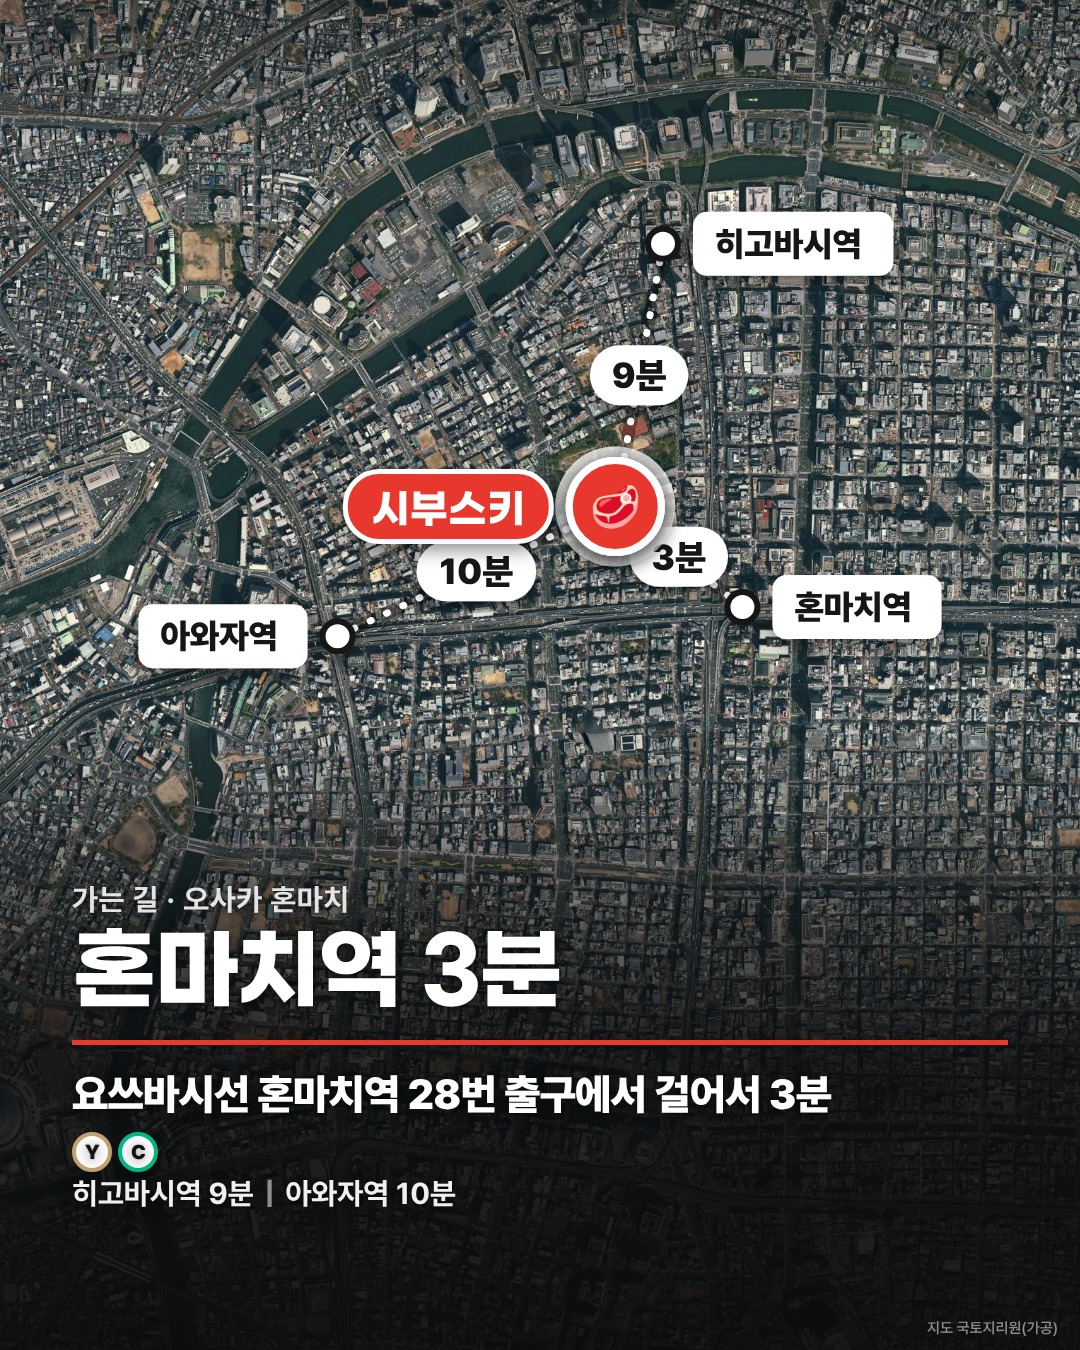 히고바시역
9분
시부스키
10분
3분
혼마치역
아와자역
가는 길 · 오사카 혼마치
혼마치역 3분
요쓰바시선 혼마치역 28번 출구에서 걸어서 3분
Y C
히고바시역 9분 | 아와자역 10분
지도 국토지리원(가공)